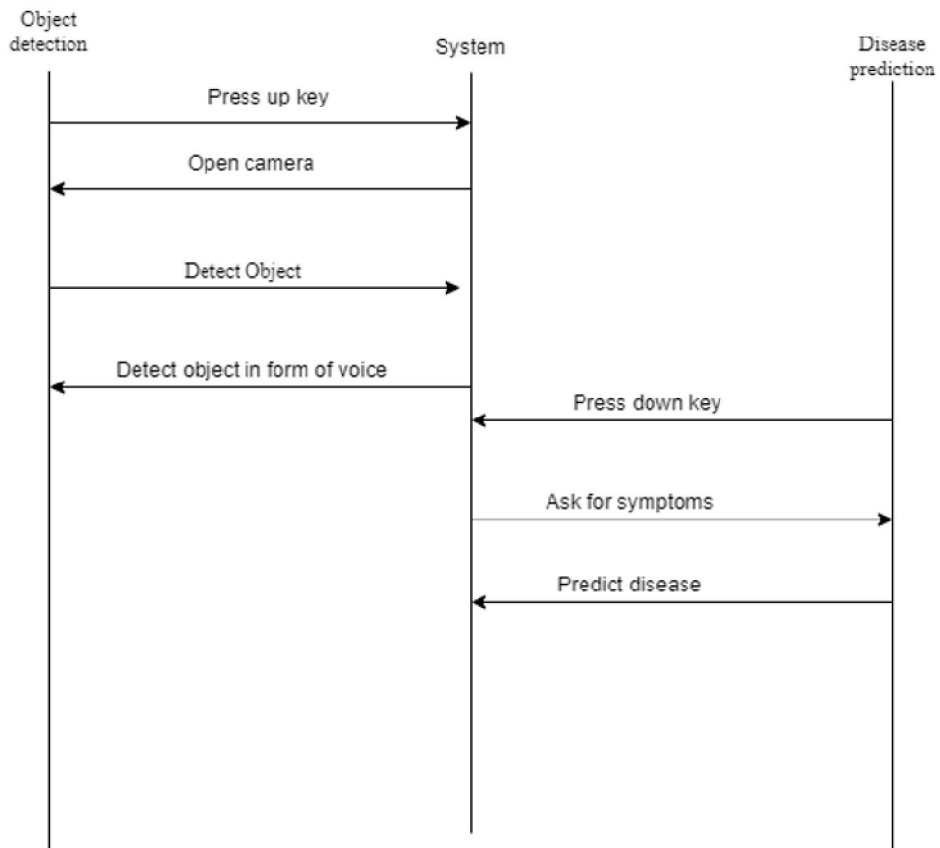 Object
detection
System
Disease
prediction
Press up key
Open camera
Detect Object
Detect object in form of voice
Press down key
Ask for symptoms
Predict disease